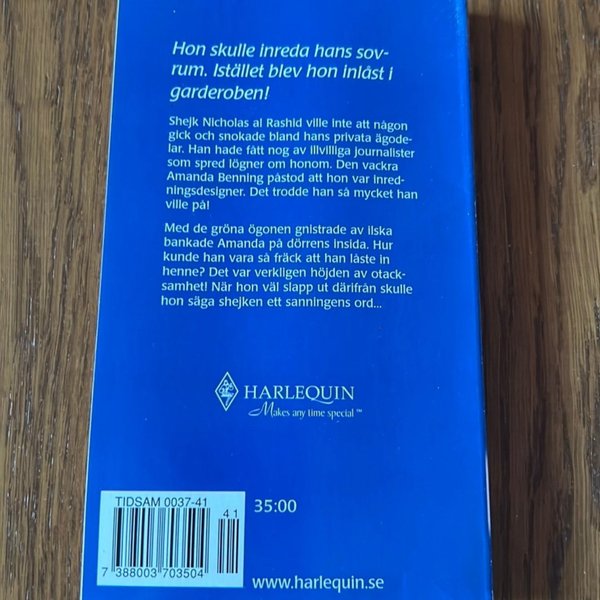 Hon skulle inreda hans sov-
rum. Istället blev hon inlåst i
garderoben!
Shejk Nicholas al Rashid ville inte att någon
gick och snokade bland hans privata ägode-
lar. Han hade fått nog av illvilliga journalister
som spred lögner om honom. Den vackra
Amanda Benning påstod att hon var inred-
ningsdesigner. Det trodde han så mycket han
ville på!
Med de gröna ögonen gnistrade av ilska
bankade Amanda på dörrens insida. Hur
kunde han vara så fräck att han låste in
henne? Det var verkligen höjden av otack-
samhet! När hon väl slapp ut därifrån skulle
hon säga shejken ett sanningens ord...
HARLEQUIN
Makes any time special ™
TIDSAM 0037-41
41
35:00
7 388003 703504
www.harlequin.se